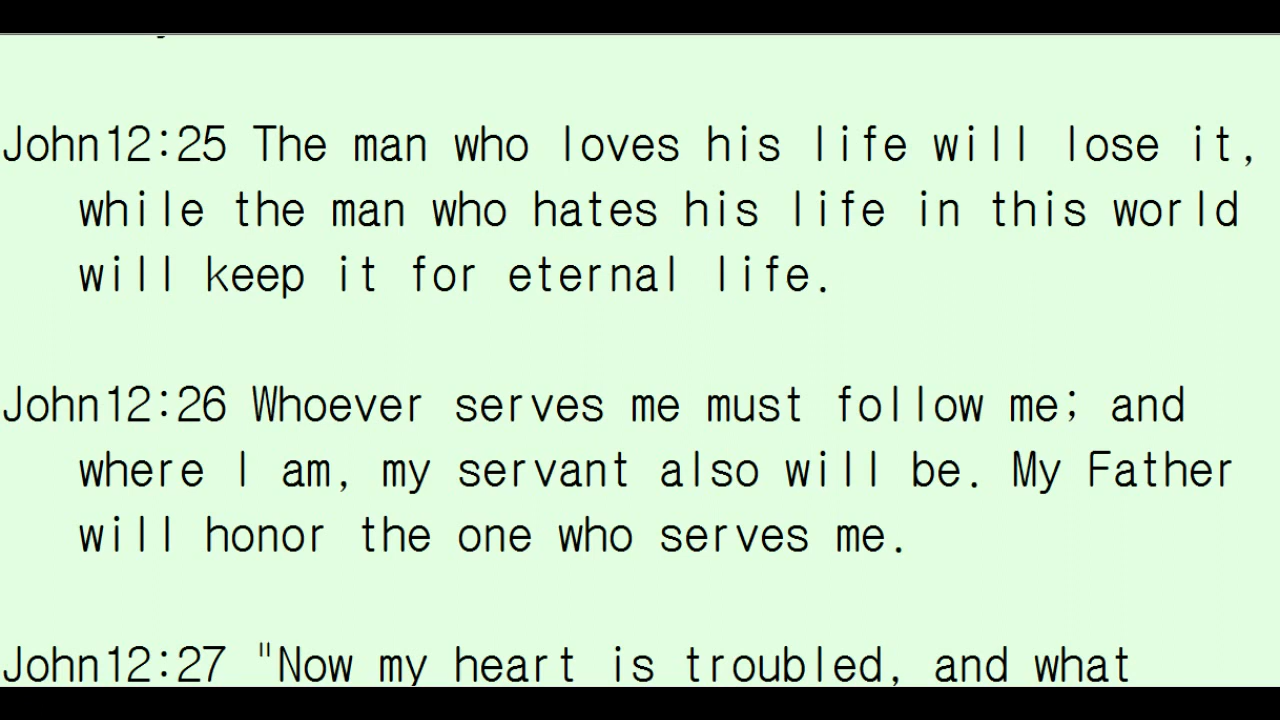 John12:25 The man who loves his life will lose it,
while the man who hates his life in this world
will keep it for eternal life.
John12:26 Whoever serves me must follow me; and
where I am, my servant also will be. My Father
will honor the one who serves me.
John12:27 "Now my heart is troubled, and what